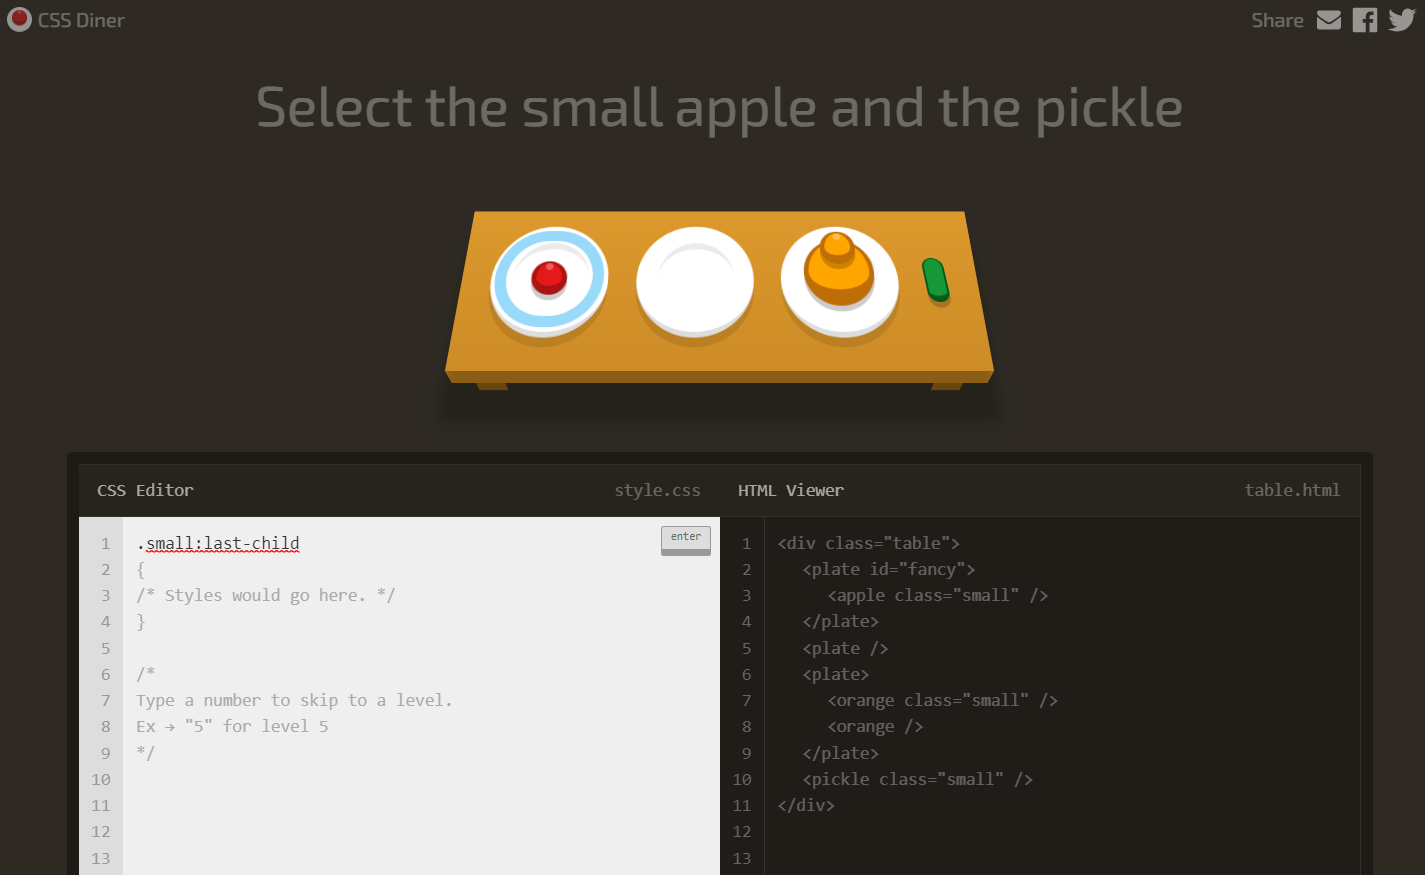 CSS Diner
Share
Select the small apple and the pickle
CSS Editor
style.css
1 .small:last-child
enter
2 {
3 /* Styles would go here. */
4 }
5
6 /*
7 Type a number to skip to a level.
8 Ex → "5" for level 5
9 */
10
11
12
13
HTML Viewer
table.html
1 <div class="table">
2 <plate id="fancy">
3 <apple class="small" />
4 </plate>
5 <plate />
6 <plate>
7 <orange class="small" />
8 <orange />
9 </plate>
10 <pickle class="small" />
11 </div>
12
13